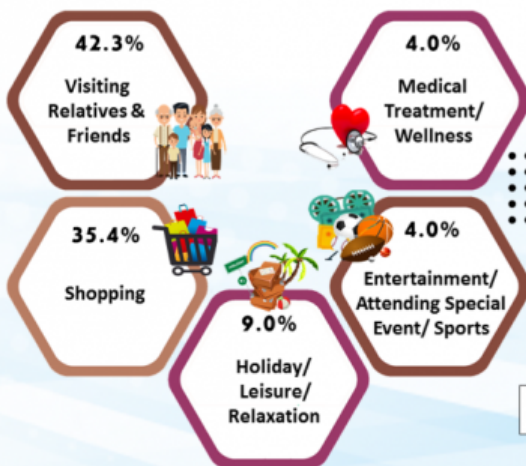 42.3%
Visiting
Relatives &
Friends
4.0%
Medical
Treatment/
Wellness
35.4%
Shopping
4.0%
Entertainment/
Attending Special
Event/ Sports
9.0%
Holiday/
Leisure/
Relaxation